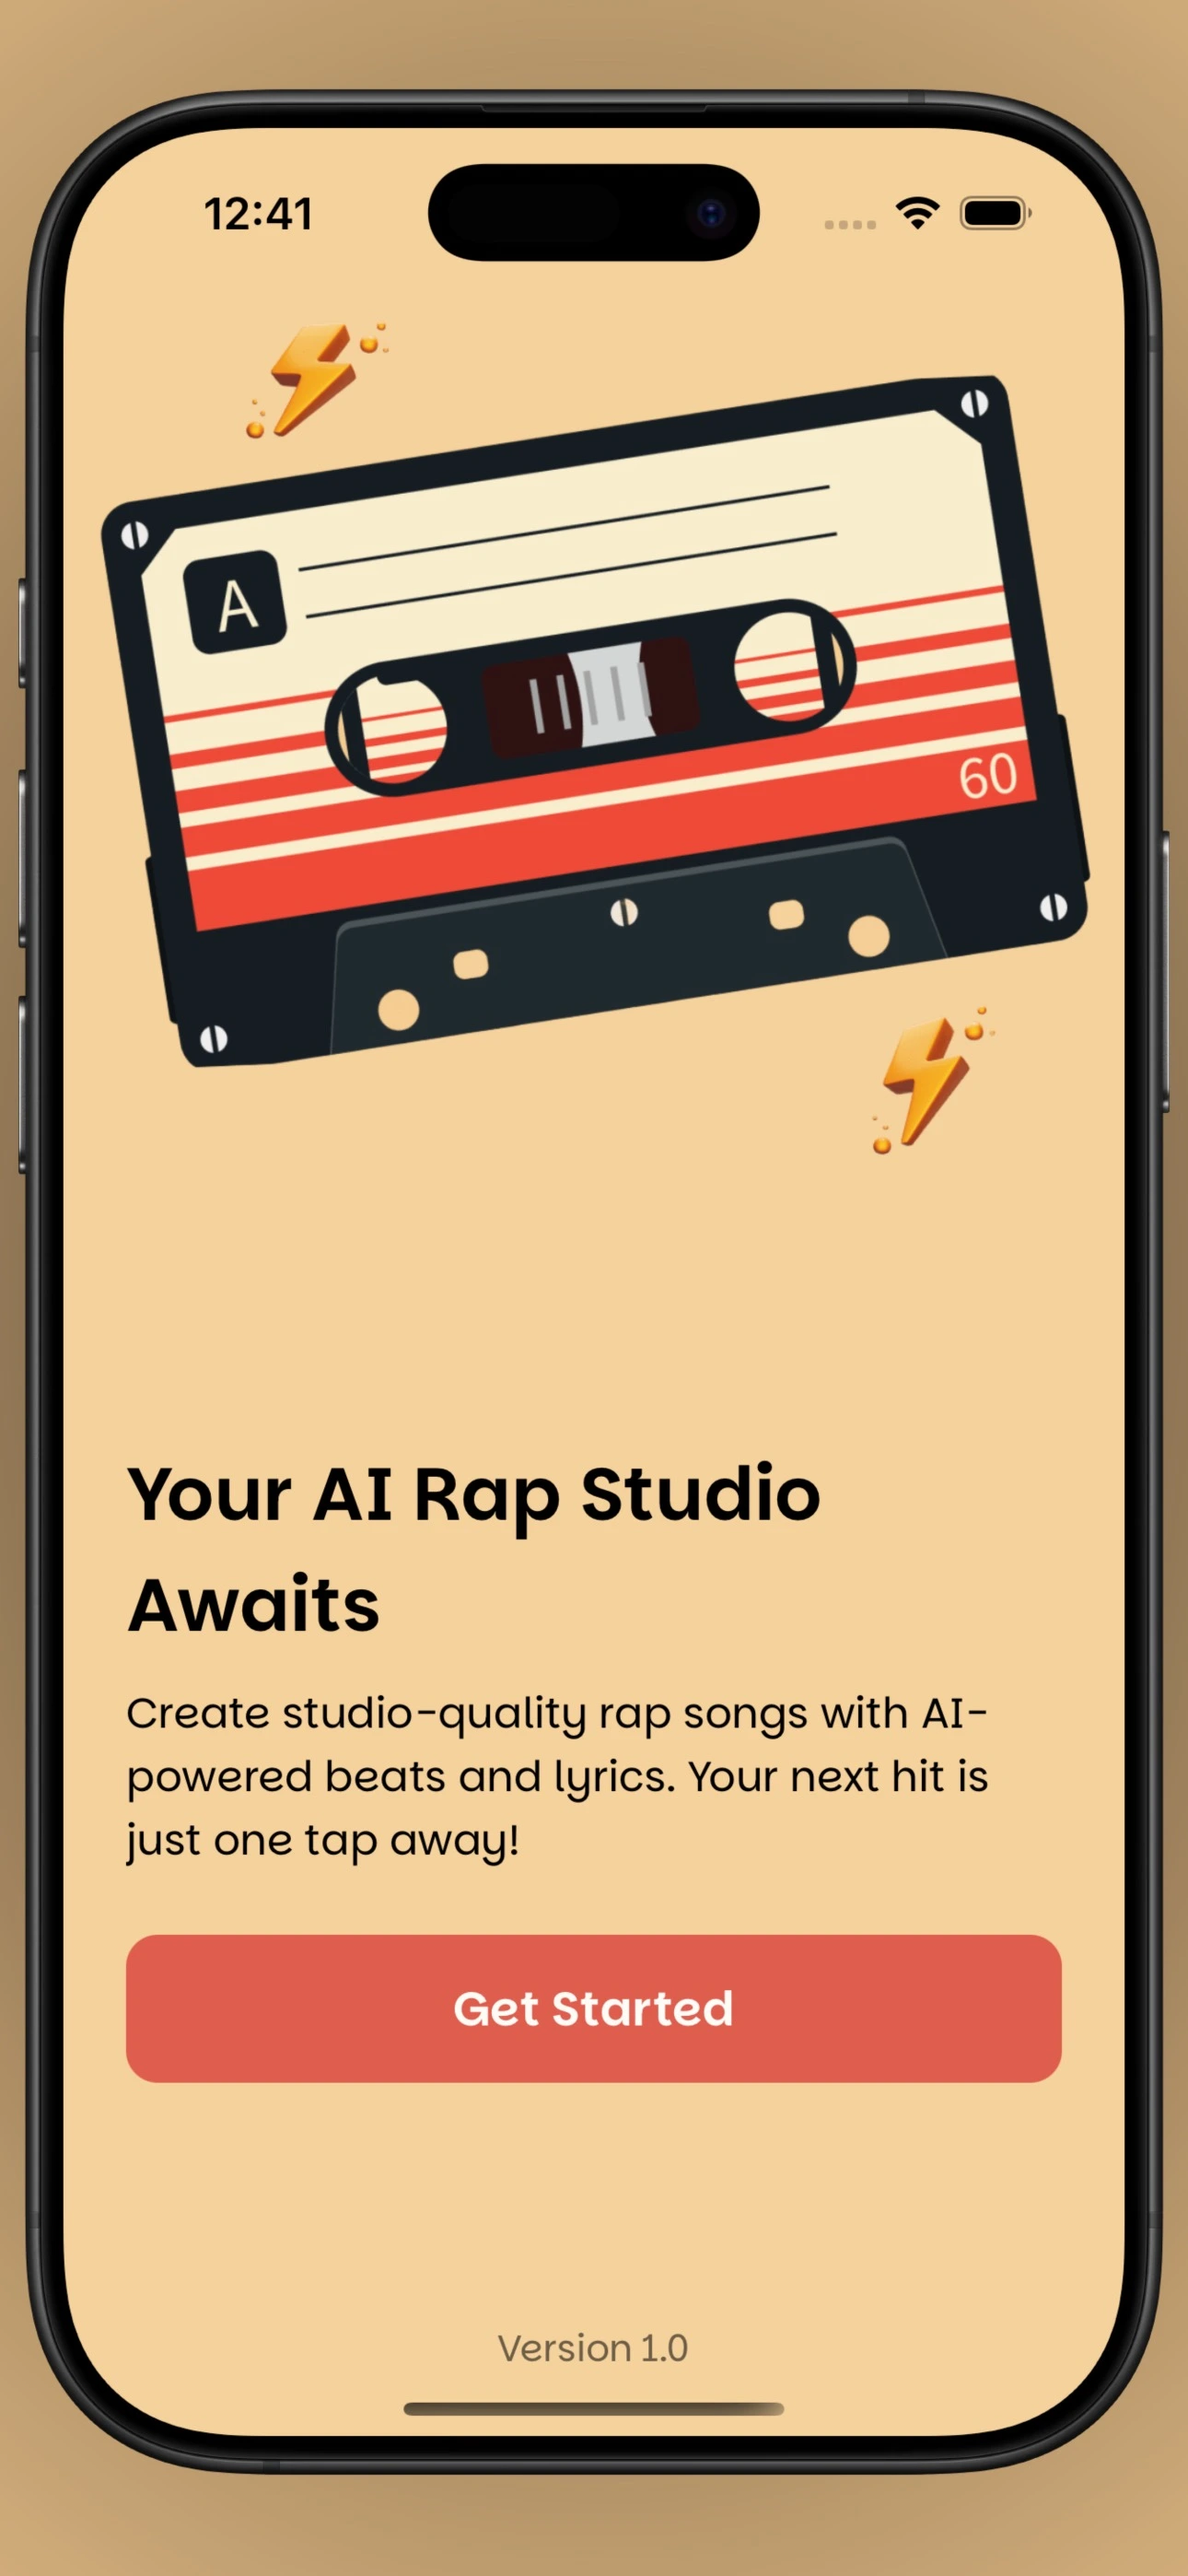 12:41
A
60
Your AI Rap Studio
Awaits
Create studio-quality rap songs with AI-
powered beats and lyrics. Your next hit is
just one tap away!
Get Started
Version 1.0